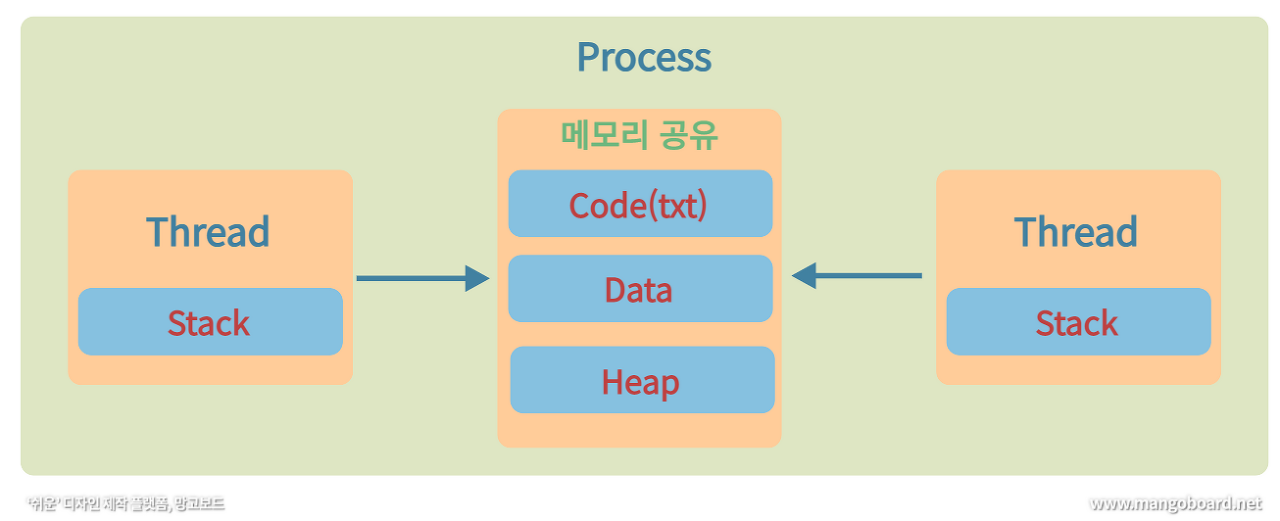 Process
메모리 공유
Thread
Stack
Code(txt)
Data
Heap
Thread
Stack
'쉬운' 디자인 제작 플랫폼, 망고보드
www.mangoboard.net